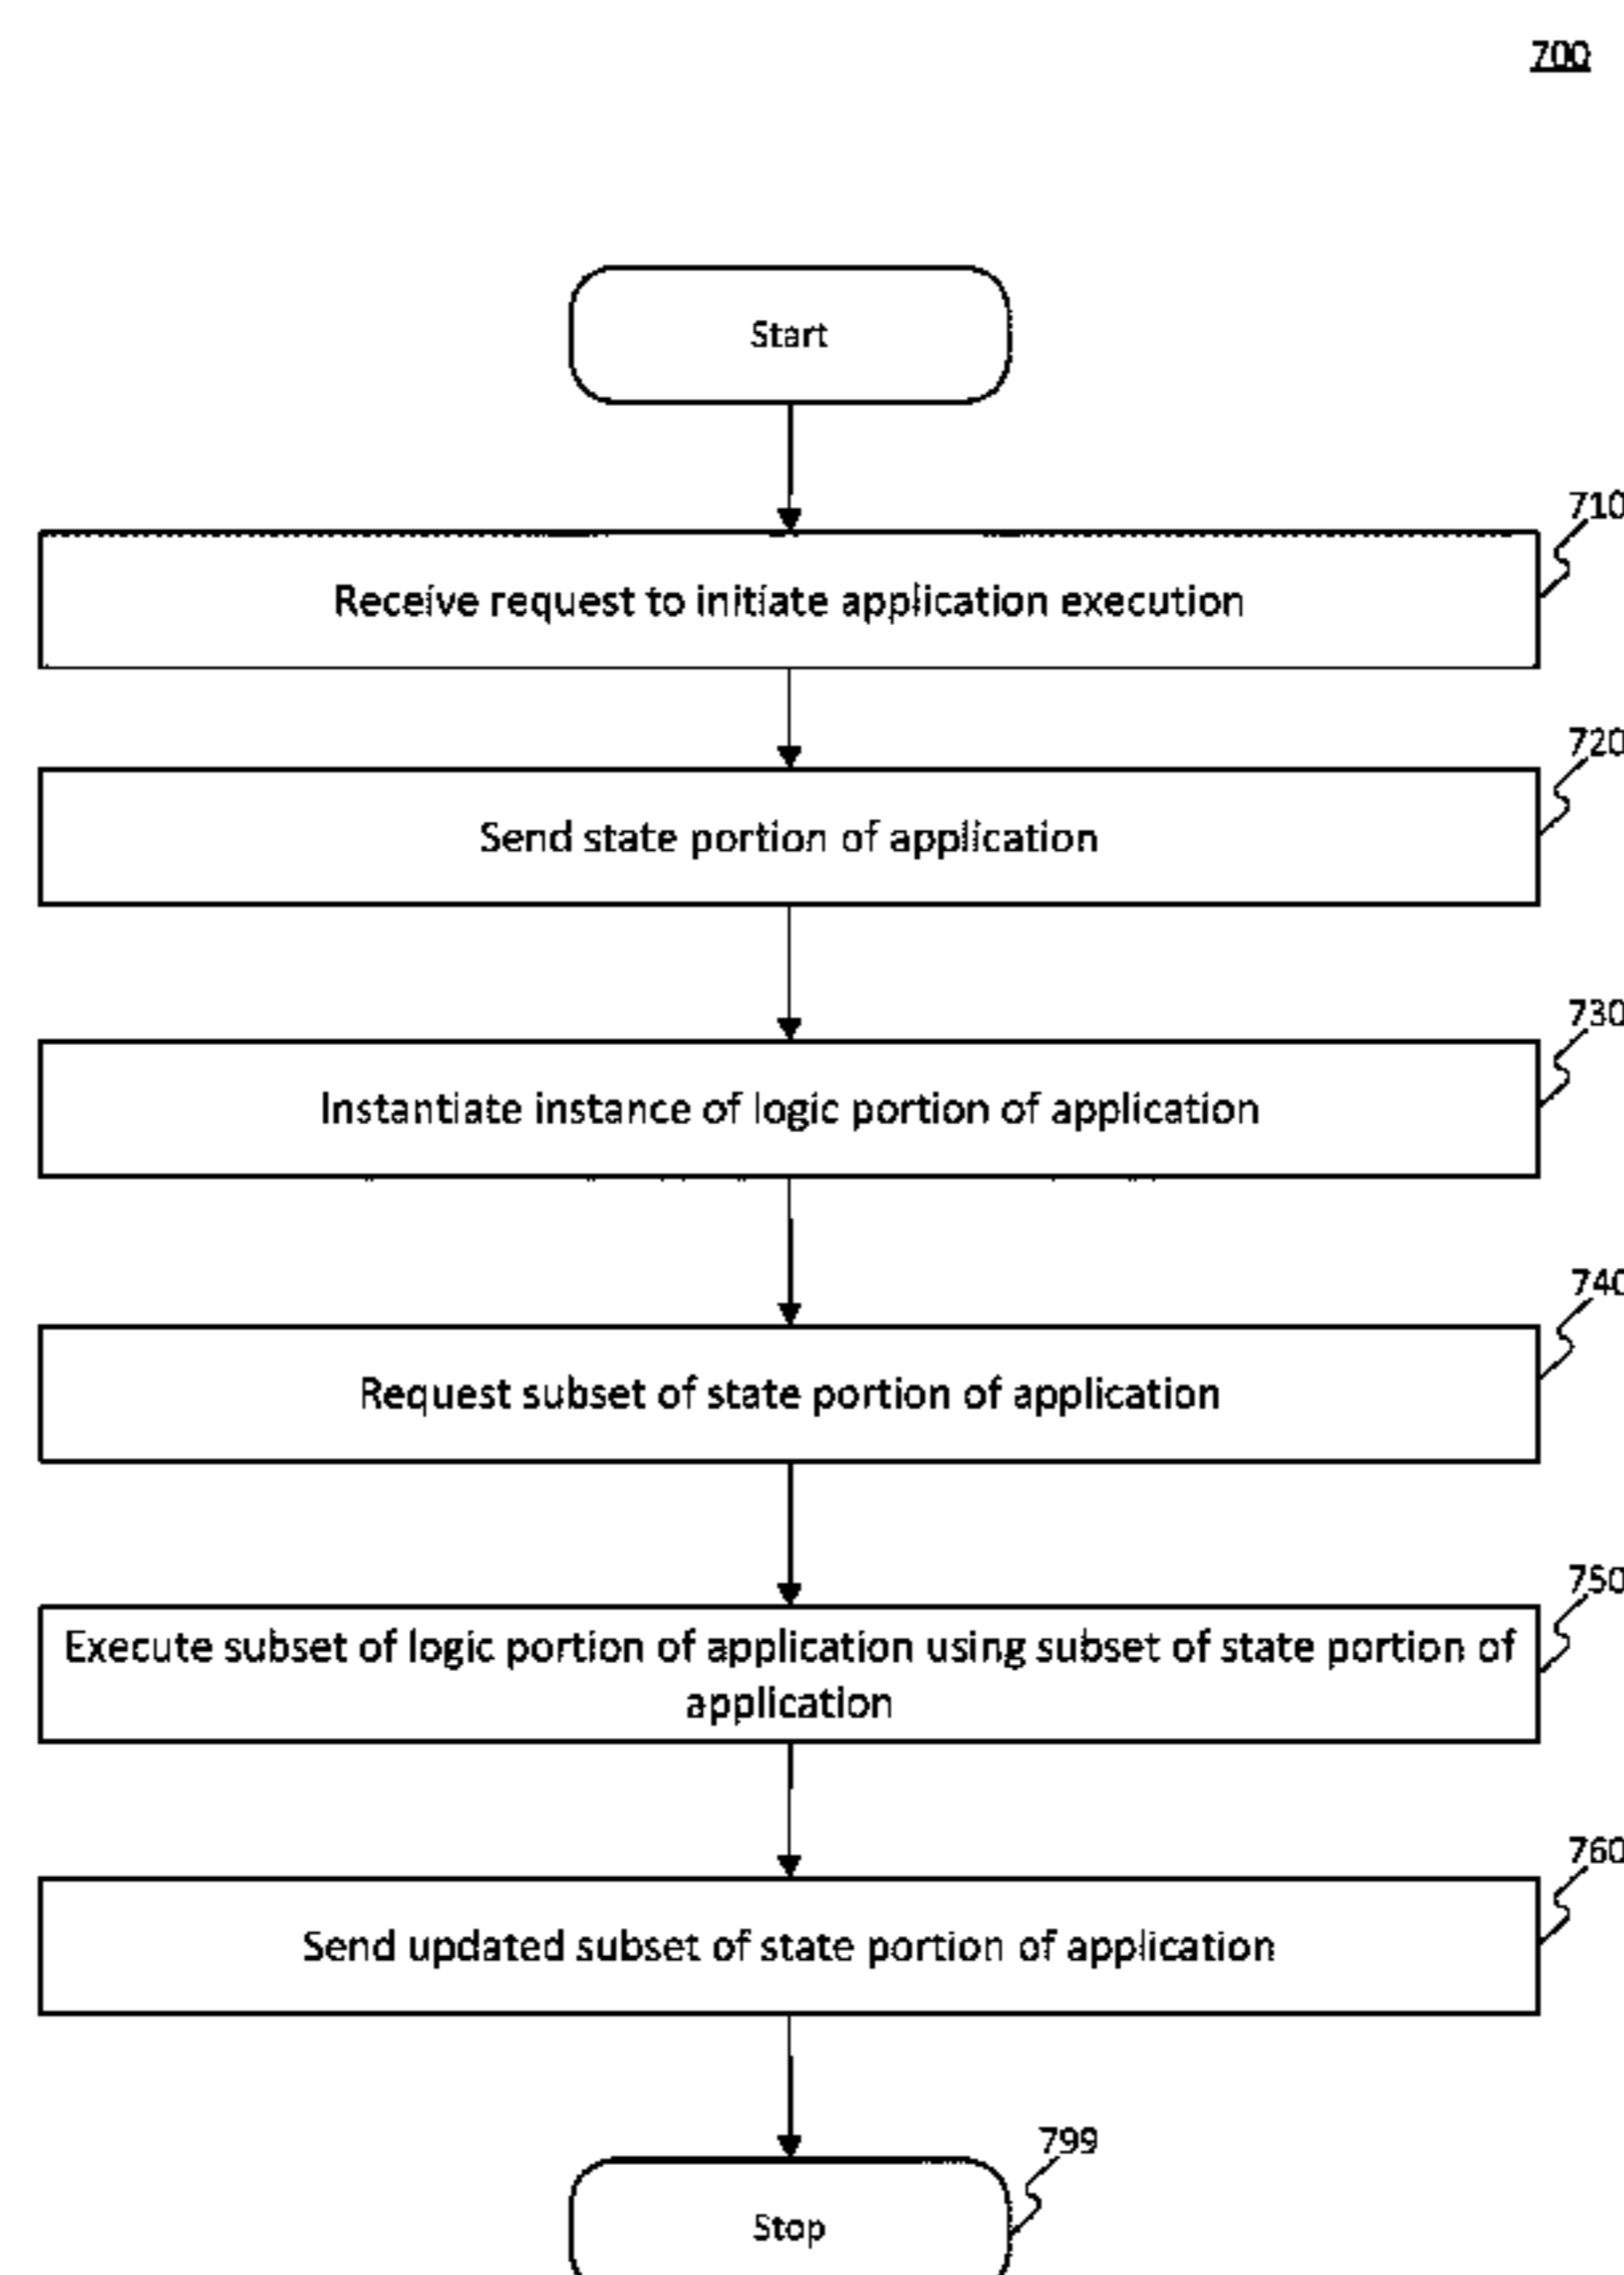 700
Start
710
Receive request to initiate application execution
720
Send state portion of application
730
Instantiate instance of logic portion of application
740
Request subset of state portion of application
750
Execute subset of logic portion of application using subset of state portion of
application
760
Send updated subset of state portion of application
799
Stop